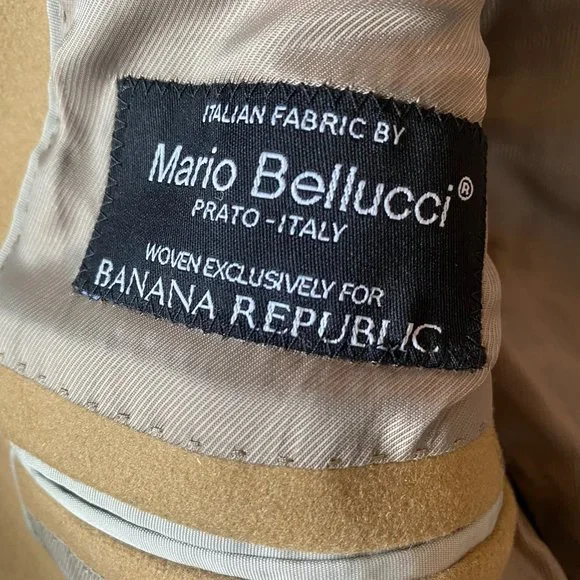 ITALIAN FABRIC BY
Mario Bellucci®
PRATO-ITALY
WOVEN EXCLUSIVELY FOR
BANANA REPUBLIC